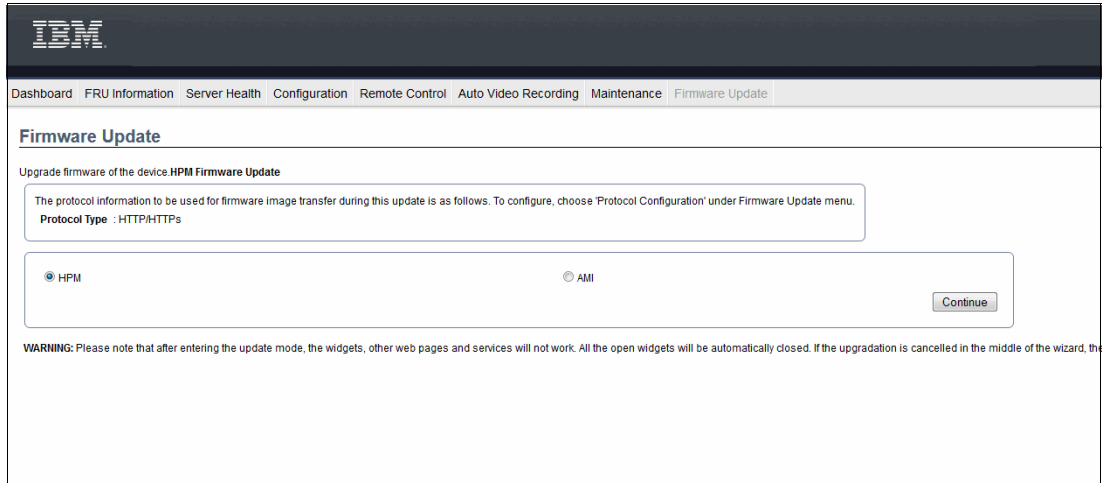 IBM.
Dashboard FRU Information Server Health Configuration Remote Control Auto Video Recording Maintenance Firmware Update
Firmware Update
Upgrade firmware of the device.HPM Firmware Update
The protocol information to be used for firmware image transfer during this update is as follows. To configure, choose 'Protocol Configuration' under Firmware Update menu.
Protocol Type : HTTP/HTTPs
HPM AMI
Continue
WARNING: Please note that after entering the update mode, the widgets, other web pages and services will not work. All the open widgets will be automatically closed. If the upgradation is cancelled in the middle of the wizard, the